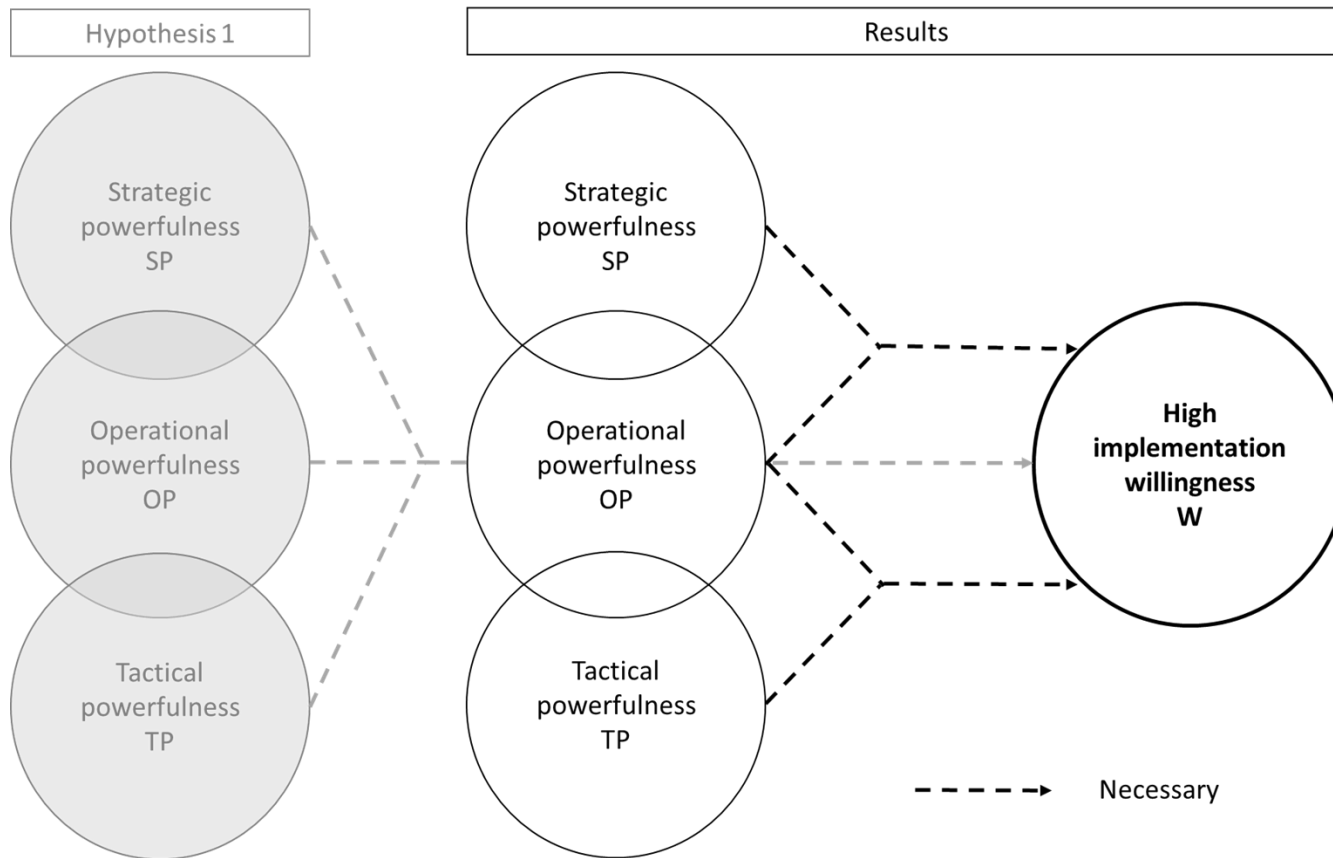 Hypothesis 1
Results
Strategic
powerfulness
SP
Operational
powerfulness
OP
Tactical
powerfulness
TP
Strategic
powerfulness
SP
Operational
powerfulness
OP
Tactical
powerfulness
TP
High
implementation
willingness
W
Necessary